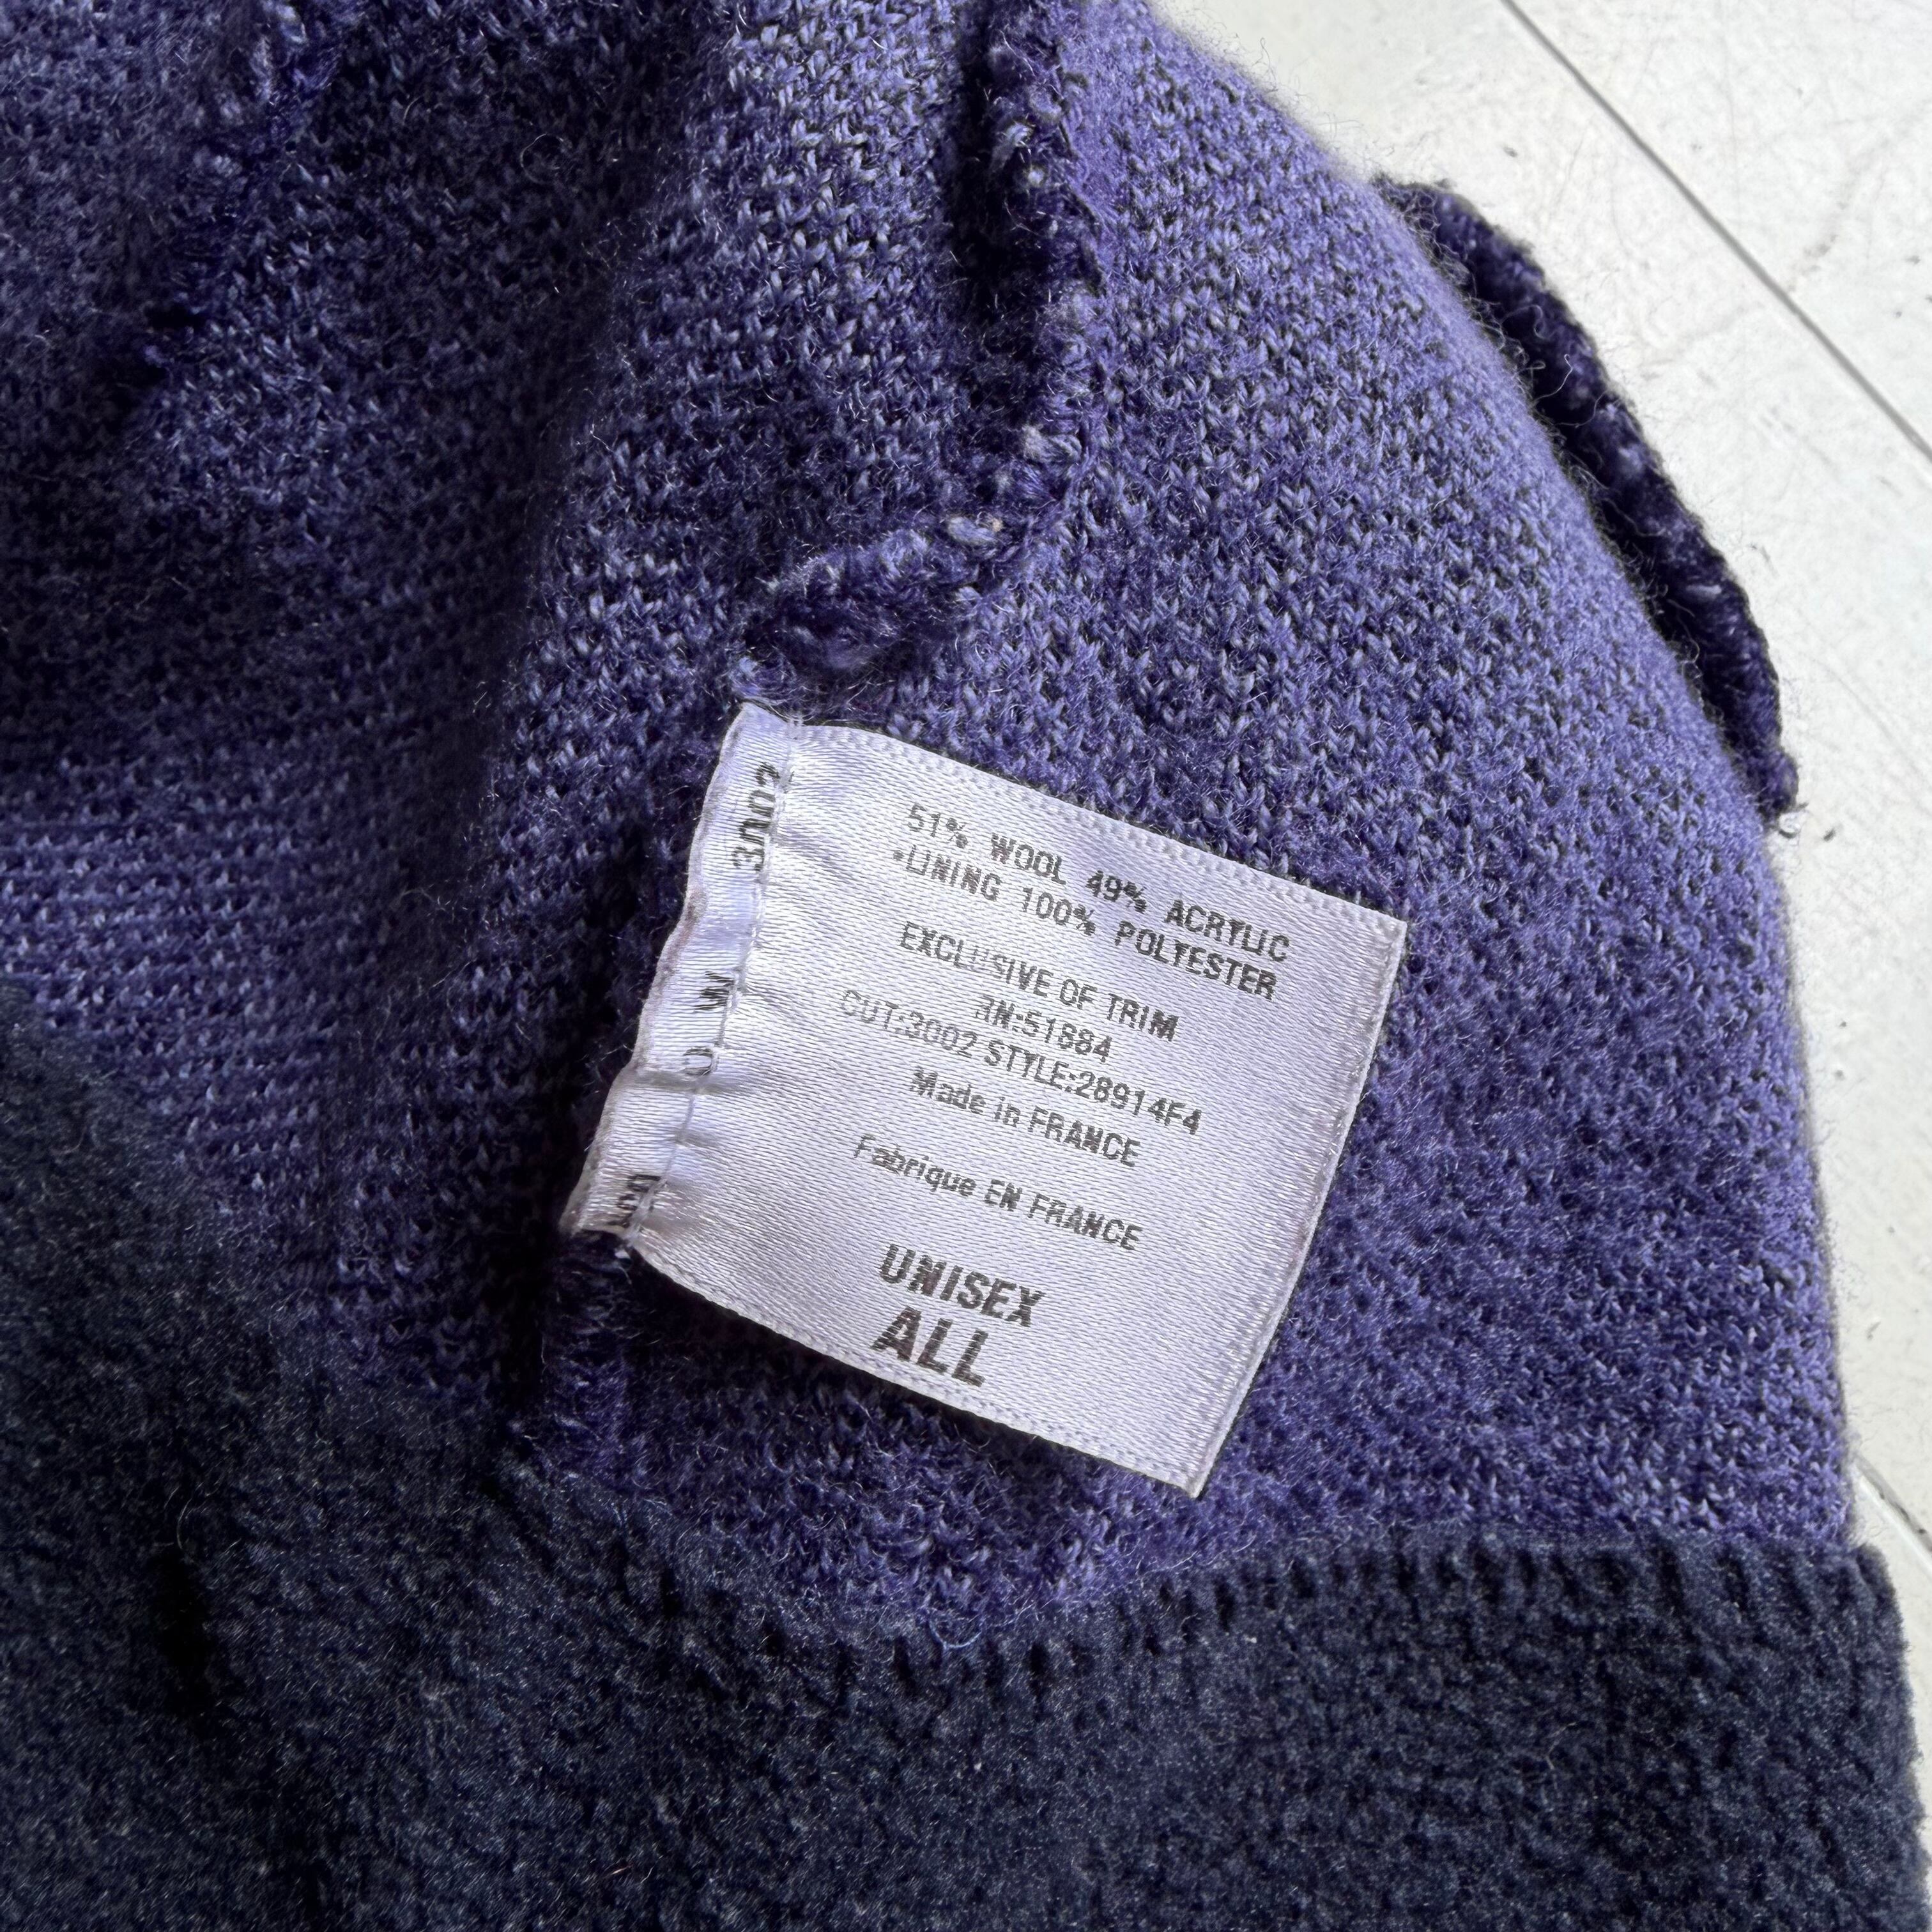 51% WOOL 49% ACRYLIC
*LINING 100% POLYESTER
EXCLUSIVE OF TRIM
RN:51884
CUT:3002 STYLE:28914F4
Made in FRANCE
Fabrique EN FRANCE
UNISEX
ALL